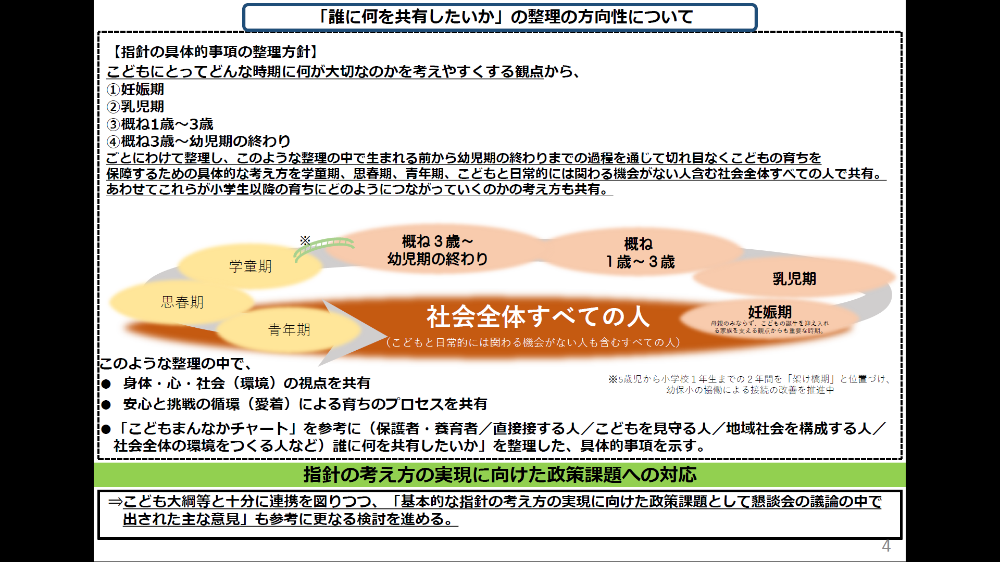 「誰に何を共有したいか」の整理の方向性について
【指針の具体的事項の整理方針】
こどもにとってどんな時期に何が大切なのかを考えやすくする観点から、
①妊娠期
②乳児期
③概ね1歳～3歳
④概ね3歳～幼児期の終わり
ごとにわけて整理し、このような整理の中で生まれる前から幼児期の終わりまでの過程を通じて切れ目なくこどもの育ちを
保障するための具体的な考え方を学童期、思春期、青年期、こどもと日常的には関わる機会がない人含む社会全体すべての人で共有。
あわせてこれらが小学生以降の育ちにどのようにつながっていくのかの考え方も共有。
※
概ね３歳～
幼児期の終わり
概ね
１歳～３歳
乳児期
妊娠期
母親のみならず、こどもの誕生を迎え入れ
る家族を支える観点からも重要な時期。
学童期
思春期
青年期
社会全体すべての人
（こどもと日常的には関わる機会がない人も含むすべての人）
このような整理の中で、
● 身体・心・社会（環境）の視点を共有
● 安心と挑戦の循環（愛着）による育ちのプロセスを共有
※5歳児から小学校１年生までの２年間を「架け橋期」と位置づけ、
幼保小の協働による接続の改善を推進中
●「こどもまんなかチャート」を参考に（保護者・養育者／直接接する人／こどもを見守る人／地域社会を構成する人／
社会全体の環境をつくる人など）誰に何を共有したいか」を整理した、具体的事項を示す。
指針の考え方の実現に向けた政策課題への対応
⇒こども大綱等と十分に連携を図りつつ、「基本的な指針の考え方の実現に向けた政策課題として懇談会の議論の中で
出された主な意見」も参考に更なる検討を進める。
4